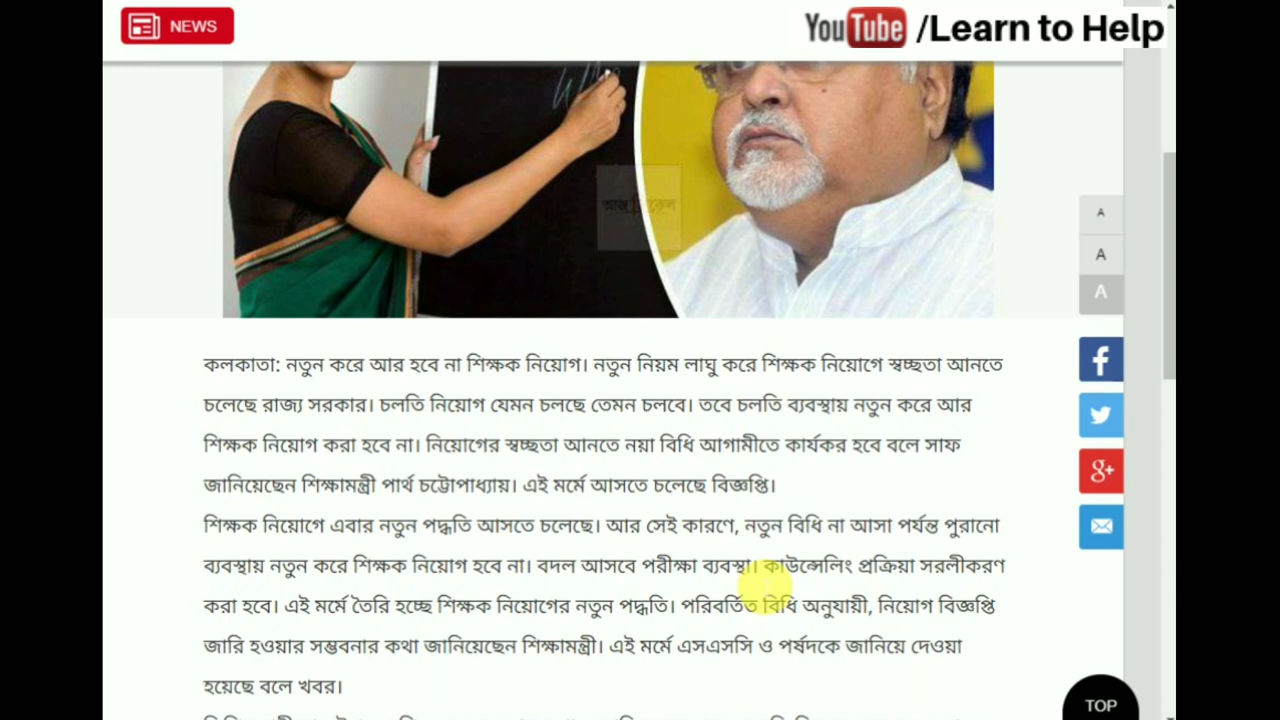 NEWS
YouTube /Learn to Help
A
A
A
কলকাতা: নতুন করে আর হবে না শিক্ষক নিয়োগ। নতুন নিয়ম লাঘু করে শিক্ষক নিয়োগে স্বচ্ছতা আনতে
চলেছে রাজ্য সরকার। চলতি নিয়োগ যেমন চলছে তেমন চলবে। তবে চলতি ব্যবস্থায় নতুন করে আর
শিক্ষক নিয়োগ করা হবে না। নিয়োগের স্বচ্ছতা আনতে নয়া বিধি আগামীতে কার্যকর হবে বলে সাফ
জানিয়েছেন শিক্ষামন্ত্রী পার্থ চট্টোপাধ্যায়। এই মর্মে আসতে চলেছে বিজ্ঞপ্তি।
শিক্ষক নিয়োগে এবার নতুন পদ্ধতি আসতে চলেছে। আর সেই কারণে, নতুন বিধি না আসা পর্যন্ত পুরানো
ব্যবস্থায় নতুন করে শিক্ষক নিয়োগ হবে না। বদল আসবে পরীক্ষা ব্যবস্থা। কাউন্সেলিং প্রক্রিয়া সরলীকরণ
করা হবে। এই মর্মে তৈরি হচ্ছে শিক্ষক নিয়োগের নতুন পদ্ধতি। পরিবর্তিত বিধি অনুযায়ী, নিয়োগ বিজ্ঞপ্তি
জারি হওয়ার সম্ভবনার কথা জানিয়েছেন শিক্ষামন্ত্রী। এই মর্মে এসএসসি ও পর্ষদকে জানিয়ে দেওয়া
হয়েছে বলে খবর।
TOP